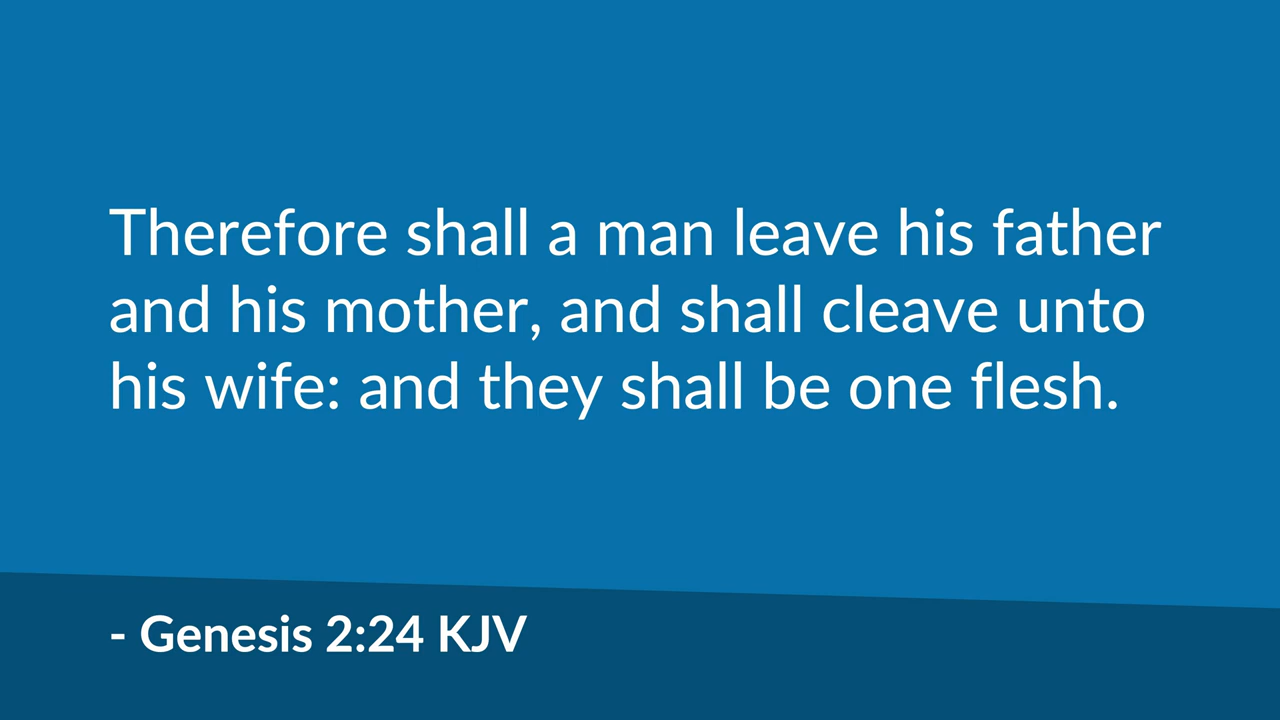 Therefore shall a man leave his father
and his mother, and shall cleave unto
his wife: and they shall be one flesh.
- Genesis 2:24 KJV